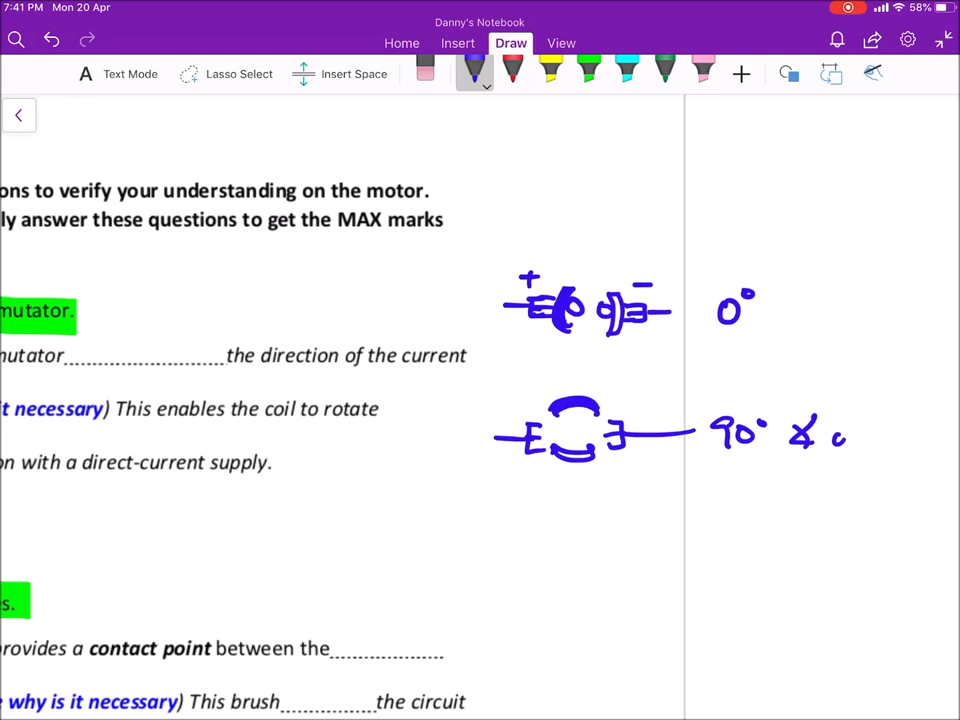 7:41 PM Mon 20 Apr
58%
Danny's Notebook
Home Insert Draw View
A Text Mode Lasso Select Insert Space
ons to verify your understanding on the motor.
ly answer these questions to get the MAX marks
+ −
0°
mutator.
nutator........................the direction of the current
it necessary) This enables the coil to rotate
90° ∡ c
on with a direct-current supply.
s.
provides a contact point between the.................
why is it necessary) This brush..............the circuit